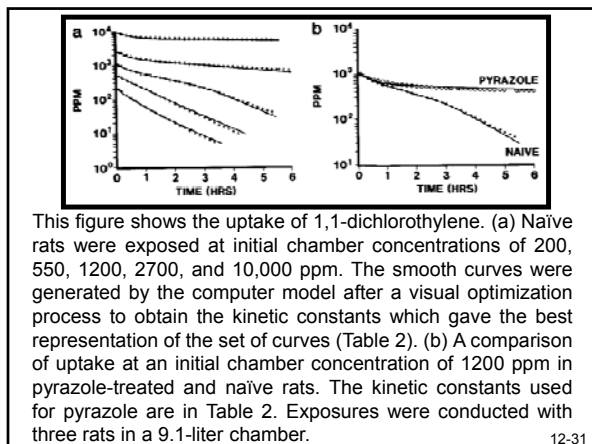 a
b
10⁴
10³
10²
10¹
10⁰
PPM
0 1 2 3 4 5 6
TIME (HRS)
10⁴
10³
10²
10¹
PPM
PYRAZOLE
NAIVE
0 1 2 3 4 5 6
TIME (HRS)
This figure shows the uptake of 1,1-dichlorothylene. (a) Naïve
rats were exposed at initial chamber concentrations of 200,
550, 1200, 2700, and 10,000 ppm. The smooth curves were
generated by the computer model after a visual optimization
process to obtain the kinetic constants which gave the best
representation of the set of curves (Table 2). (b) A comparison
of uptake at an initial chamber concentration of 1200 ppm in
pyrazole-treated and naïve rats. The kinetic constants used
for pyrazole are in Table 2. Exposures were conducted with
three rats in a 9.1-liter chamber.
12-31